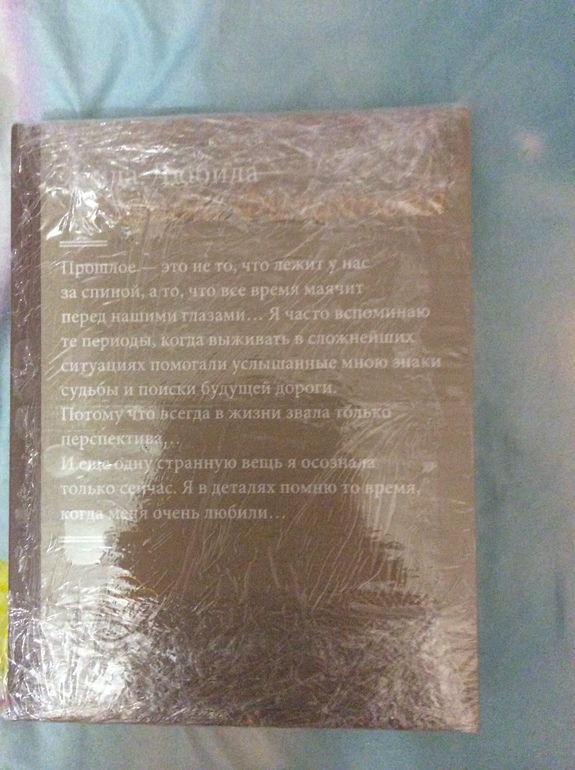 Любила
Прошлое — это не то, что лежит у нас
за спиной, а то, что все время маячит
перед нашими глазами… Я часто вспоминаю
те периоды, когда выживать в сложнейших
ситуациях помогали услышанные мною знаки
судьбы и поиски будущей дороги.
Потому что всегда в жизни звала только
перспектива…
И еще одну странную вещь я осознала
только сейчас. Я в деталях помню то время,
когда меня очень любили…